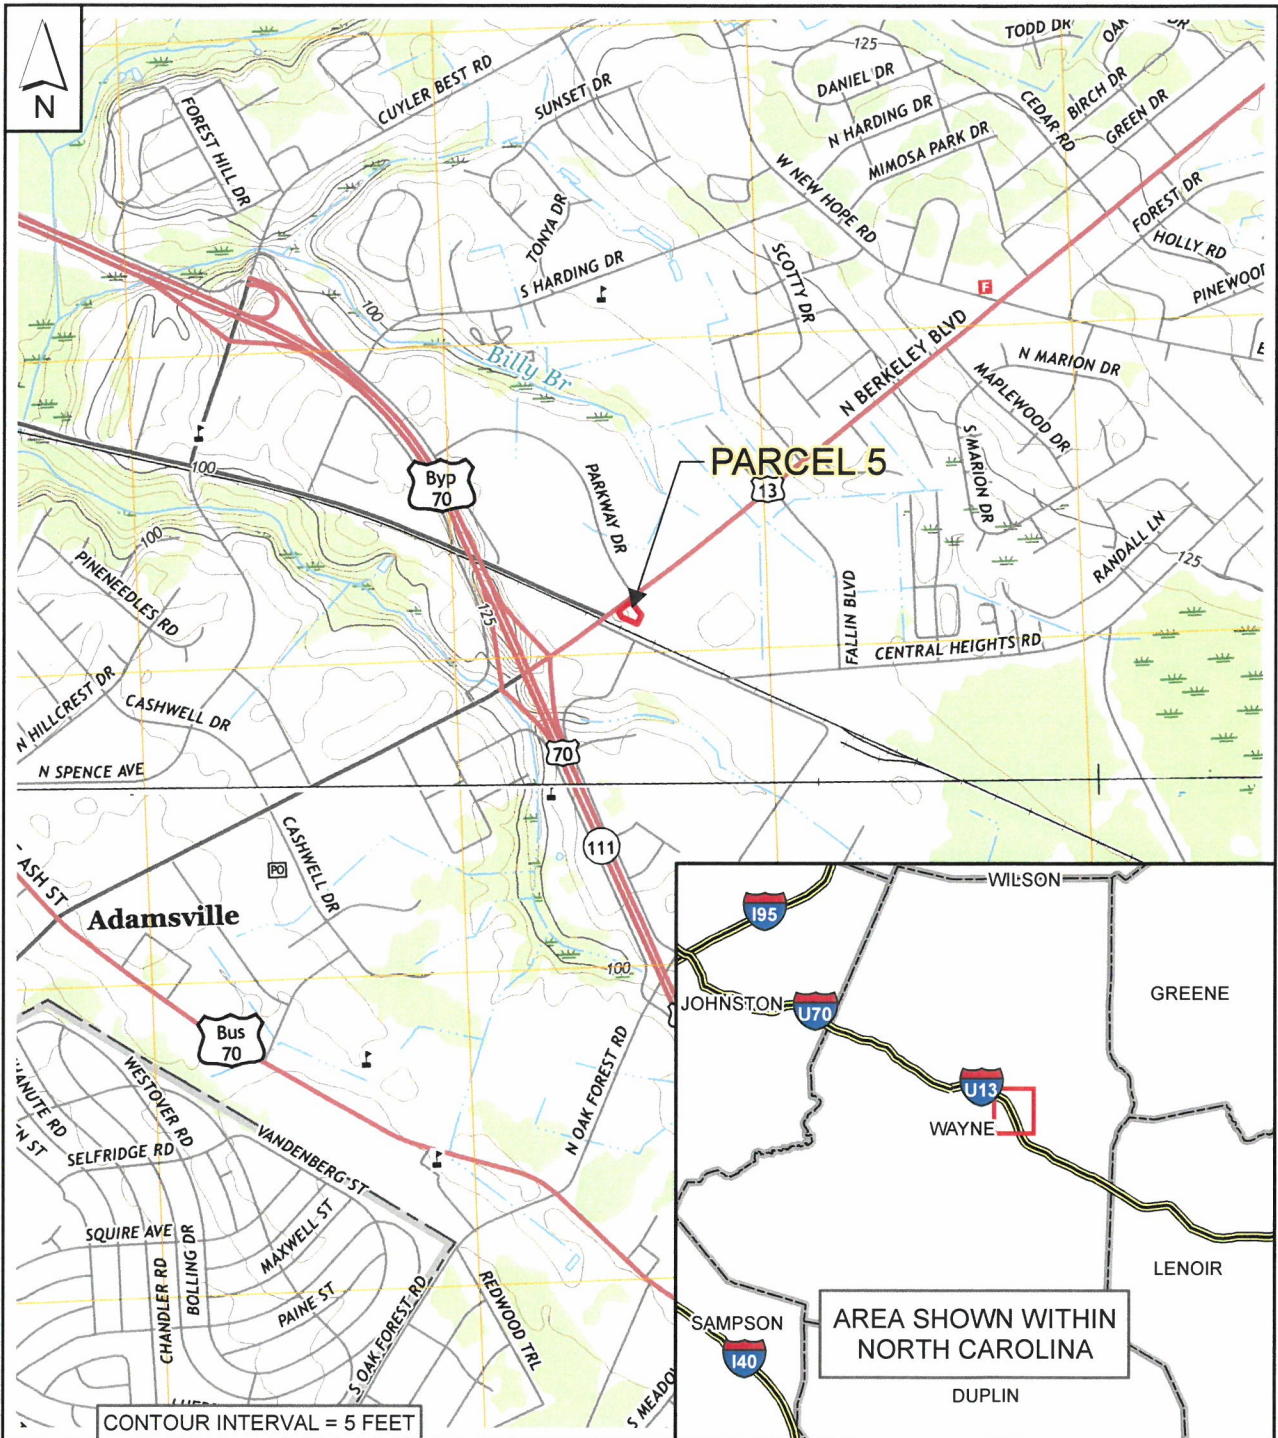 N
TODD DR
125
DANIEL DR
CUYLER BEST RD
SUNSET DR
FOREST HILL DR
N HARDING DR
CEDAR RD
BIRCH DR
GREEN DR
MIMOSA PARK DR
W NEW HOPE RD
TONYA DR
S HARDING DR
FOREST DR
HOLLY RD
PINEWOOD
SCOTTY DR
F
100
Billy Br
N BERKELEY BLVD
N MARION DR
MAPLEWOOD DR
S MARION DR
100
Byp
70
PARKWAY DR
PARCEL 5
13
100
PINENEEDLES RD
125
RANDALL LN
125
FALLIN BLVD
CENTRAL HEIGHTS RD
N HILLCREST DR
CASHWELL DR
N SPENCE AVE
70
CASHWELL DR
111
PO
ASH ST
Adamsville
100
Bus
70
N OAK FOREST RD
WESTOVER RD
SELFRIDGE RD
VANDENBERG ST
SQUIRE AVE
MAXWELL ST
CHANDLER RD
BOLLING DR
PAINE ST
S OAK FOREST RD
REDWOOD TRL
CONTOUR INTERVAL = 5 FEET
WILSON
I95
GREENE
JOHNSTON
U70
U13
WAYNE
LENOIR
SAMPSON
I40
AREA SHOWN WITHIN
NORTH CAROLINA
DUPLIN